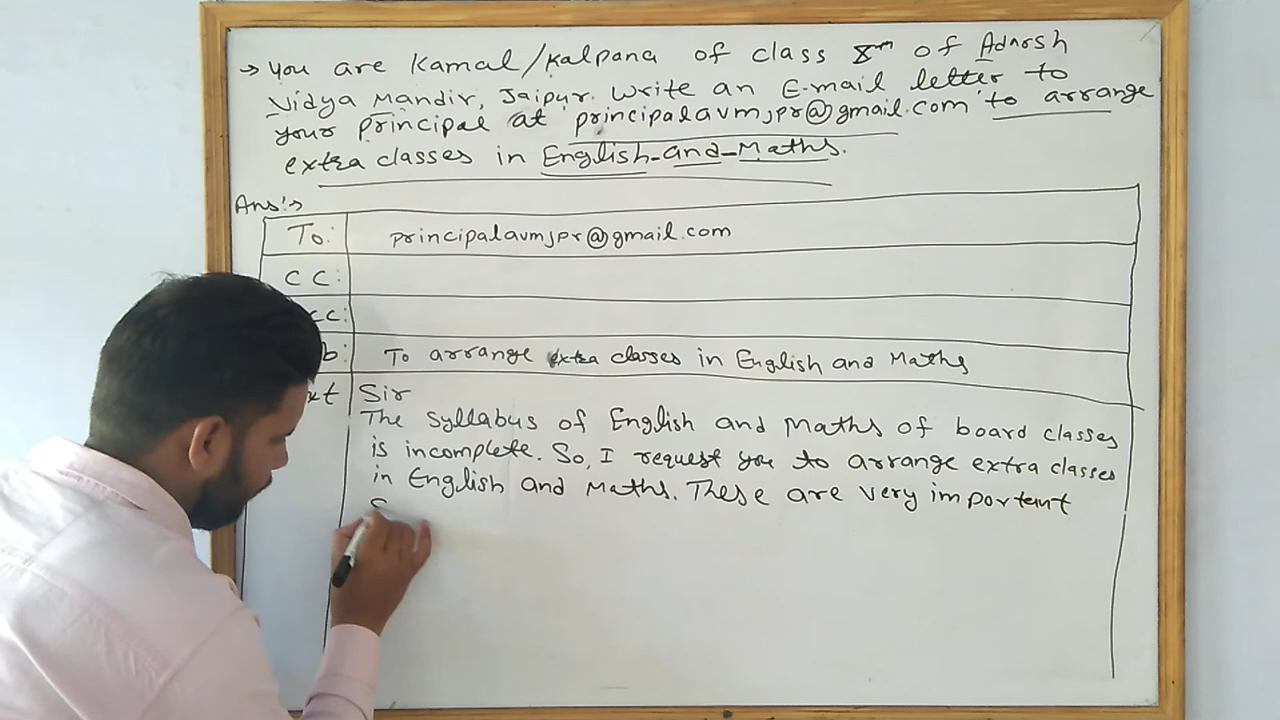 → You are Kamal/Kalpana of class Xth of Adarsh
Vidya Mandir, Jaipur. Write an E-mail letter to
your principal at principalavmjpr@gmail.com to arrange
extra classes in English and Maths.
Ans:→
To: principalavmjpr@gmail.com
CC:
cc:
b: To arrange extra classes in English and Maths
xt Sir
The syllabus of English and Maths of board classes
is incomplete. So, I request you to arrange extra classes
in English and Maths. These are very important
S